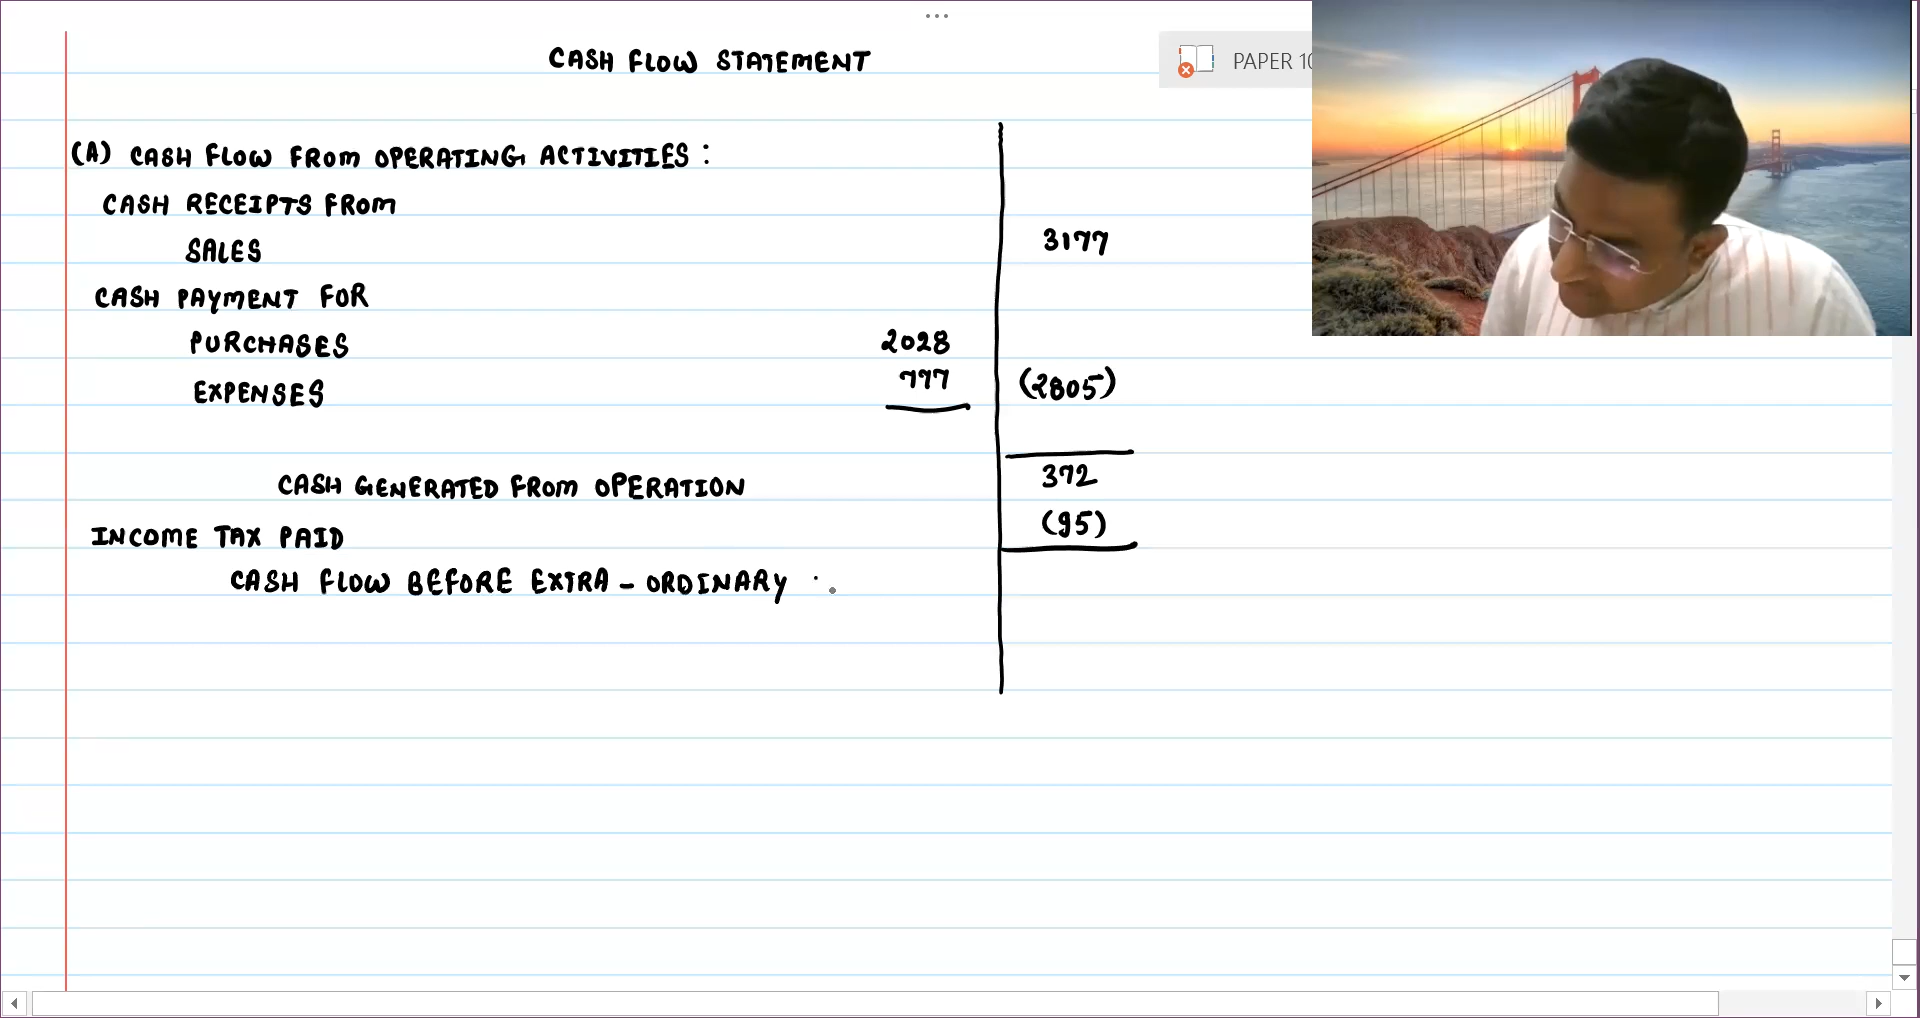 CASH FLOW STATEMENT
PAPER 10
(A) CASH FLOW FROM OPERATING ACTIVITIES :
CASH RECEIPTS FROM
SALES 3177
CASH PAYMENT FOR
PURCHASES 2028
EXPENSES 777 (2805)
CASH GENERATED FROM OPERATION 372
INCOME TAX PAID (95)
CASH FLOW BEFORE EXTRA - ORDINARY